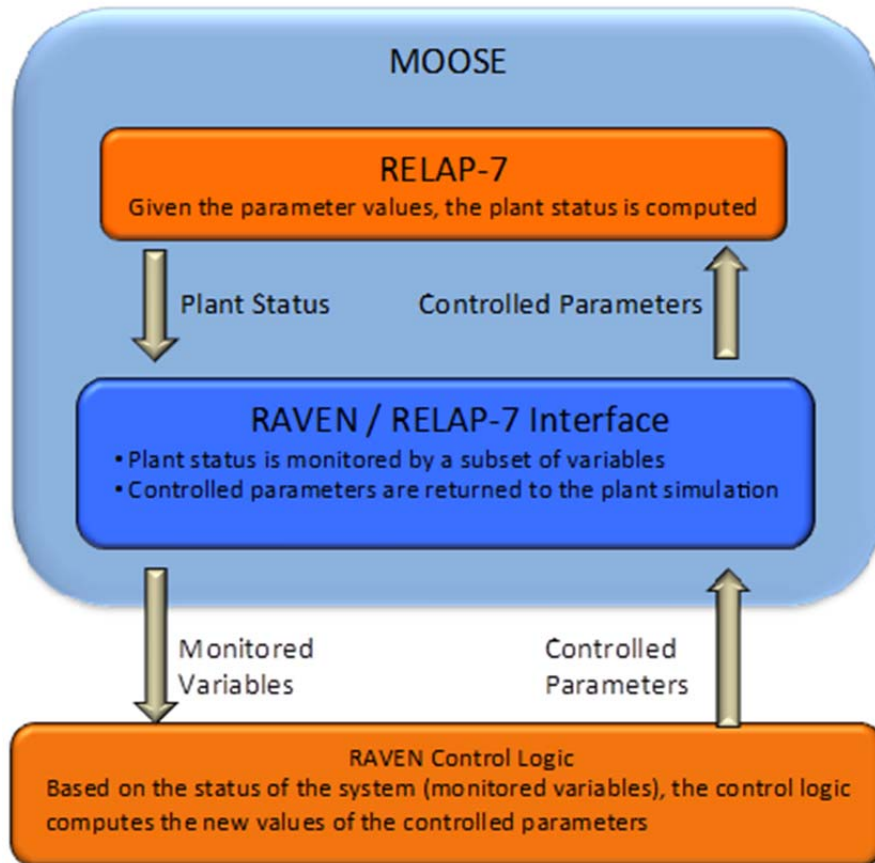 MOOSE
RELAP-7
Given the parameter values, the plant status is computed
Plant Status
Controlled Parameters
RAVEN / RELAP-7 Interface
• Plant status is monitored by a subset of variables
• Controlled parameters are returned to the plant simulation
Monitored
Variables
Controlled
Parameters
RAVEN Control Logic
Based on the status of the system (monitored variables), the control logic
computes the new values of the controlled parameters